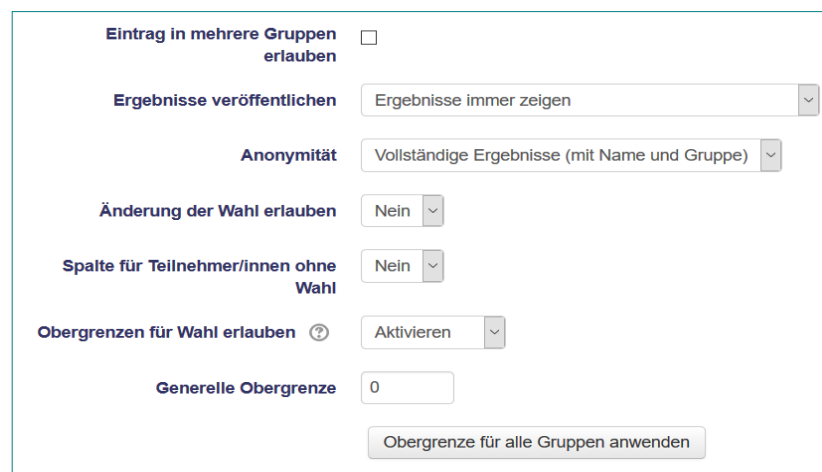 Eintrag in mehrere Gruppen
erlauben
Ergebnisse veröffentlichen
Ergebnisse immer zeigen
Anonymität
Vollständige Ergebnisse (mit Name und Gruppe)
Änderung der Wahl erlauben
Nein
Spalte für Teilnehmer/innen ohne
Wahl
Nein
Obergrenzen für Wahl erlauben ?
Aktivieren
Generelle Obergrenze
0
Obergrenze für alle Gruppen anwenden